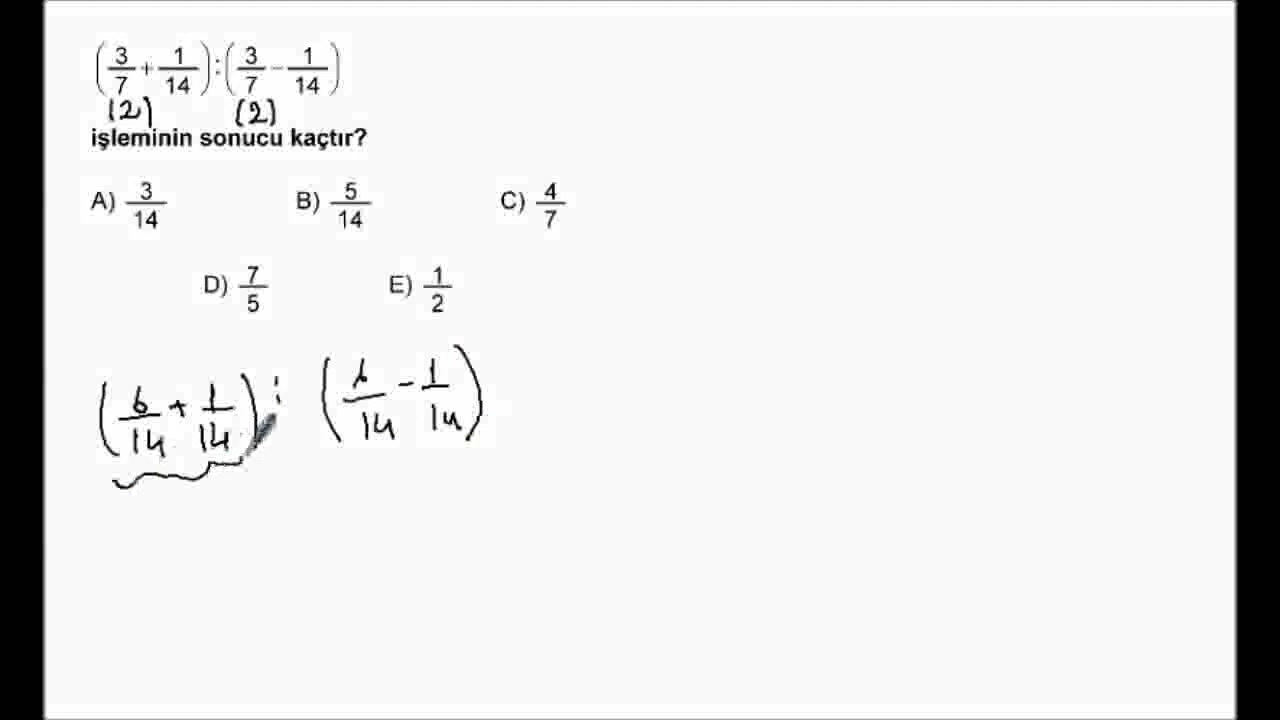 (3/7 + 1/14) : (3/7 - 1/14)
(2) (2)
işleminin sonucu kaçtır?
A) 3/14 B) 5/14 C) 4/7
D) 7/5 E) 1/2
(6/14 + 1/14) : (6/14 - 1/14)